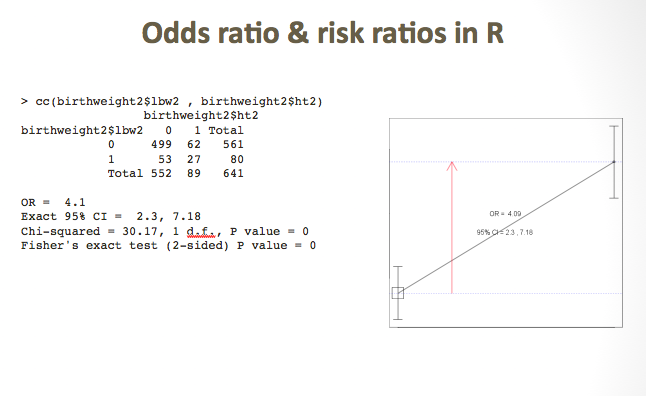 Odds ratio & risk ratios in R
> cc(birthweight2$lbw2 , birthweight2$ht2)
birthweight2$ht2
birthweight2$lbw2 0 1 Total
0 499 62 561
1 53 27 80
Total 552 89 641
OR = 4.1
Exact 95% CI = 2.3, 7.18
Chi-squared = 30.17, 1 d.f., P value = 0
Fisher's exact test (2-sided) P value = 0
OR = 4.09
95% CI = 2.3 , 7.18